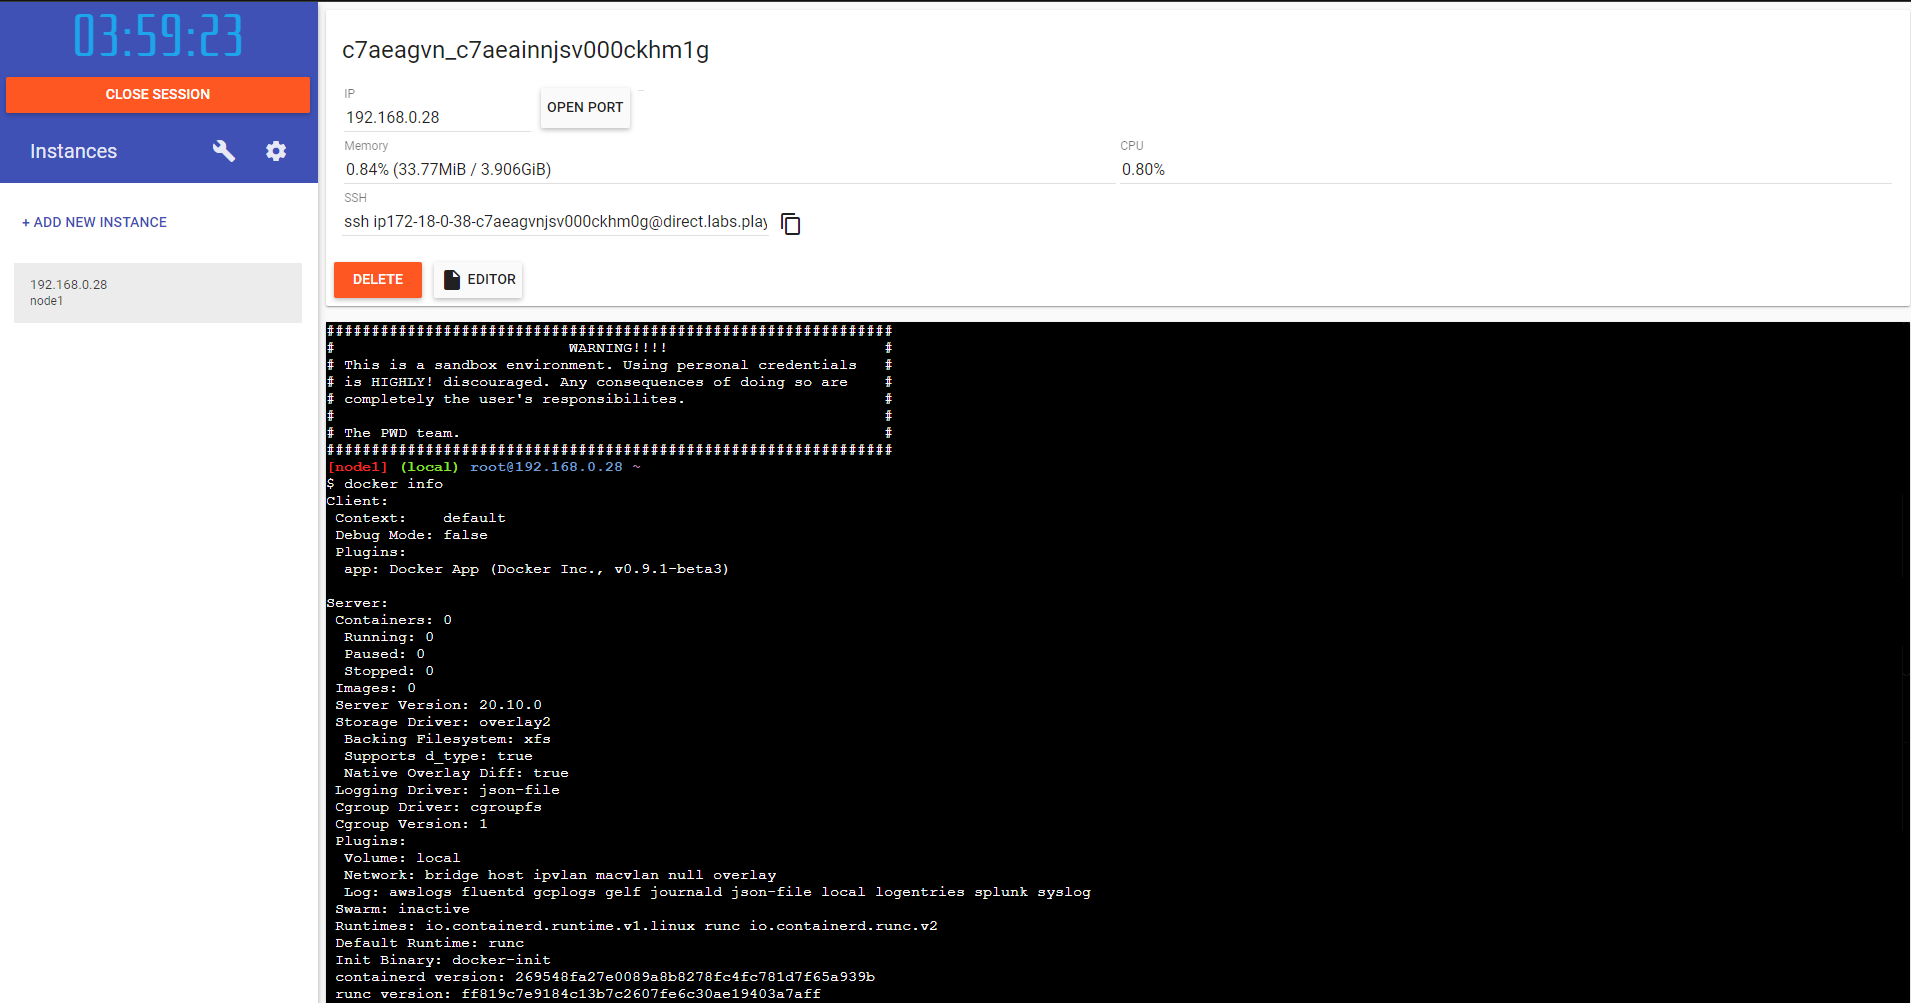 03:59:23
CLOSE SESSION
Instances
+ ADD NEW INSTANCE
192.168.0.28
node1
c7aeagvn_c7aeainnjsv000ckhm1g
IP
192.168.0.28
OPEN PORT
Memory
0.84% (33.77MiB / 3.906GiB)
CPU
0.80%
SSH
ssh ip172-18-0-38-c7aeagvnjsv000ckhm0g@direct.labs.play
DELETE
EDITOR
###############################################################
#                          WARNING!!!!                        #
# This is a sandbox environment. Using personal credentials   #
# is HIGHLY! discouraged. Any consequences of doing so are    #
# completely the user's responsibilites.                      #
#                                                             #
# The PWD team.                                               #
###############################################################
[node1] (local) root@192.168.0.28 ~
$ docker info
Client:
 Context:    default
 Debug Mode: false
 Plugins:
  app: Docker App (Docker Inc., v0.9.1-beta3)
Server:
 Containers: 0
  Running: 0
  Paused: 0
  Stopped: 0
 Images: 0
 Server Version: 20.10.0
 Storage Driver: overlay2
  Backing Filesystem: xfs
  Supports d_type: true
  Native Overlay Diff: true
 Logging Driver: json-file
 Cgroup Driver: cgroupfs
 Cgroup Version: 1
 Plugins:
  Volume: local
  Network: bridge host ipvlan macvlan null overlay
  Log: awslogs fluentd gcplogs gelf journald json-file local logentries splunk syslog
 Swarm: inactive
 Runtimes: io.containerd.runtime.v1.linux runc io.containerd.runc.v2
 Default Runtime: runc
 Init Binary: docker-init
 containerd version: 269548fa27e0089a8b8278fc4fc781d7f65a939b
 runc version: ff819c7e9184c13b7c2607fe6c30ae19403a7aff